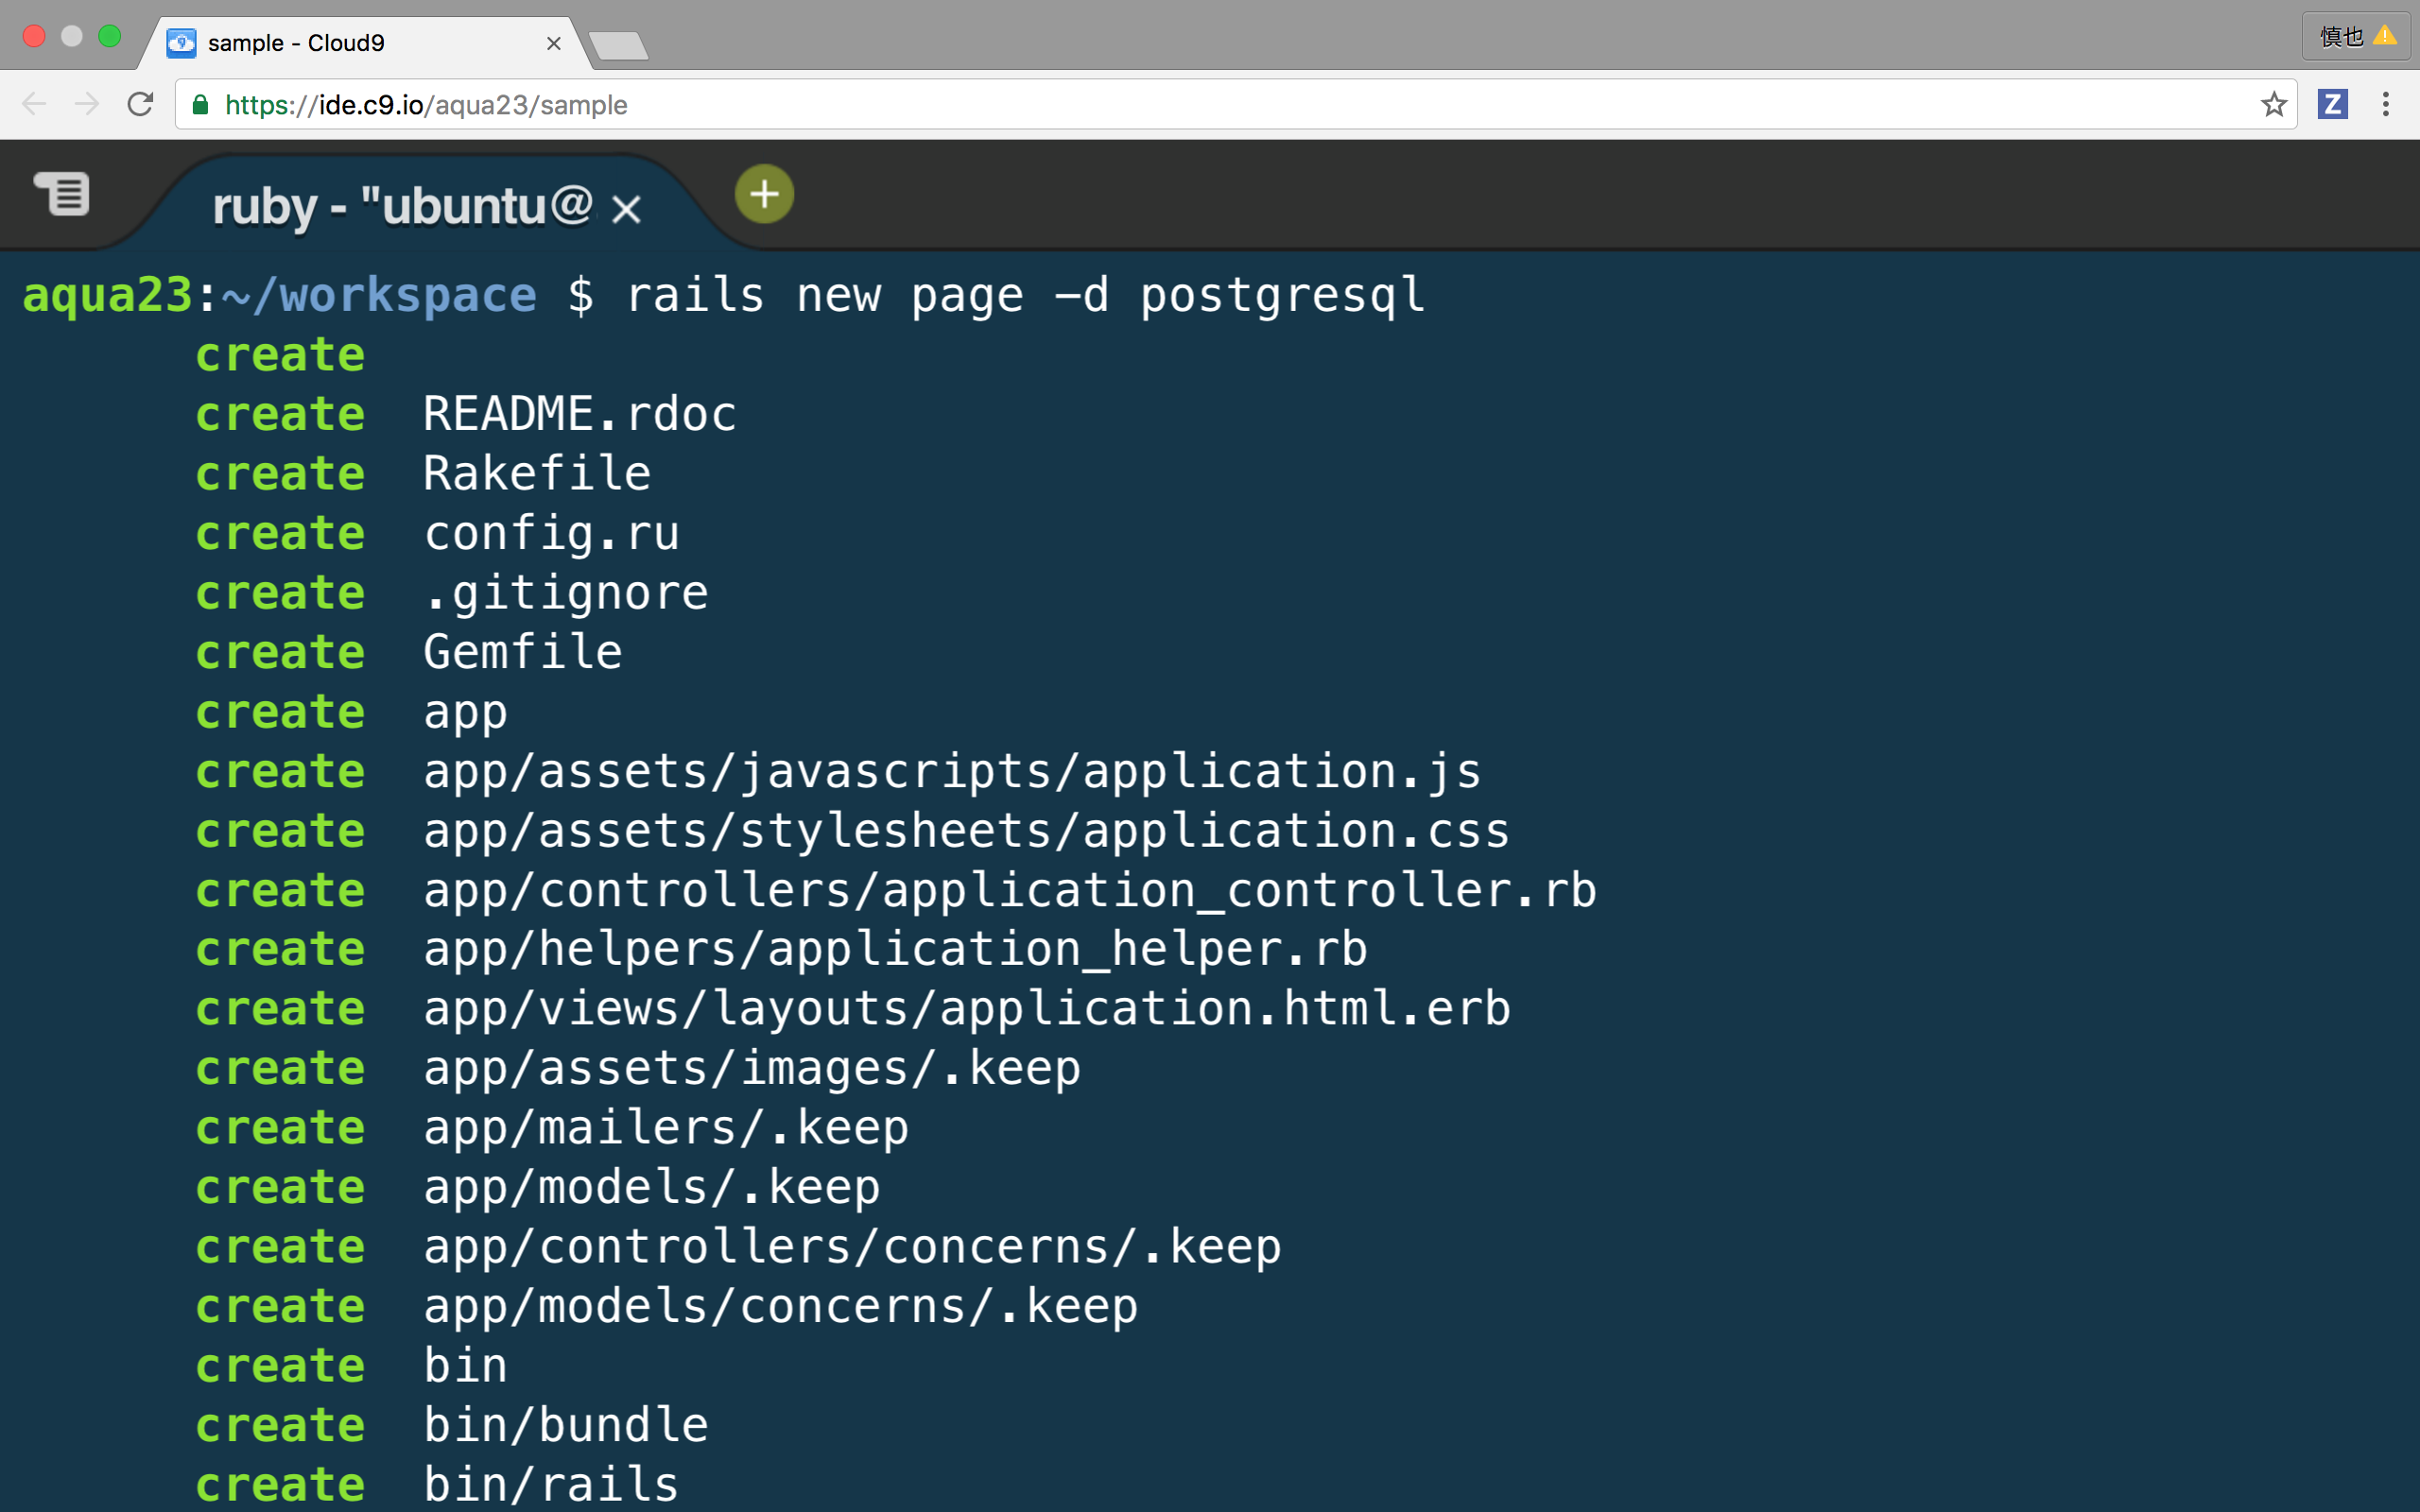 sample - Cloud9
慎也
https://ide.c9.io/aqua23/sample
Z
ruby - "ubuntu@
aqua23:~/workspace $ rails new page -d postgresql
create
create README.rdoc
create Rakefile
create config.ru
create .gitignore
create Gemfile
create app
create app/assets/javascripts/application.js
create app/assets/stylesheets/application.css
create app/controllers/application_controller.rb
create app/helpers/application_helper.rb
create app/views/layouts/application.html.erb
create app/assets/images/.keep
create app/mailers/.keep
create app/models/.keep
create app/controllers/concerns/.keep
create app/models/concerns/.keep
create bin
create bin/bundle
create bin/rails